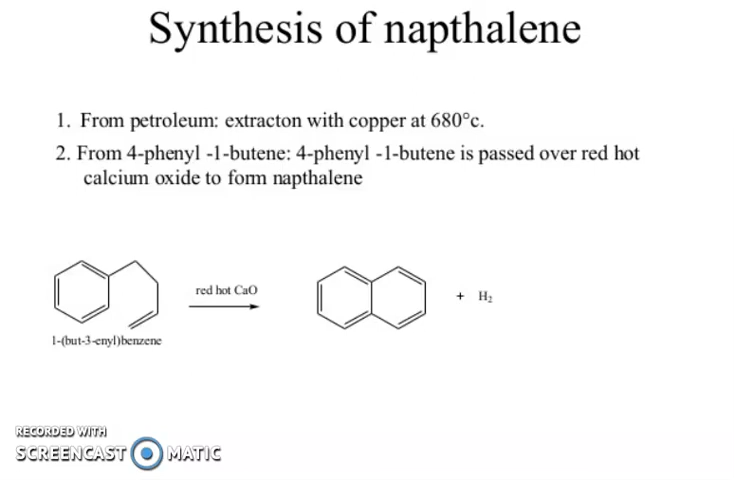 Synthesis of napthalene
1. From petroleum: extracton with copper at 680°c.
2. From 4-phenyl -1-butene: 4-phenyl -1-butene is passed over red hot
calcium oxide to form napthalene
red hot CaO
+ H₂
1-(but-3-enyl)benzene
RECORDED WITH
SCREENCAST MATIC